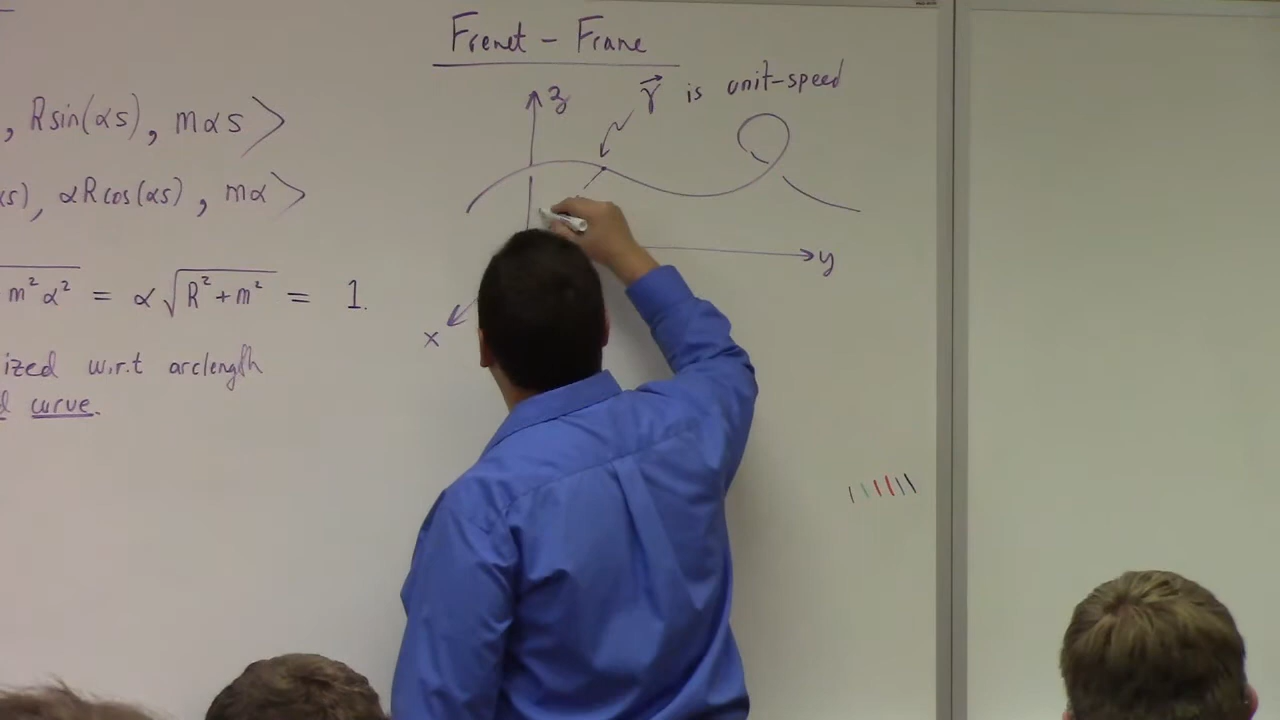 Frenet - Frame
z
γ⃗ is unit-speed
y
x
, Rsin(αs), mαs >
s), αRcos(αs), mα >
m²α² = α√(R²+m²) = 1.
ized w.r.t arclength
curve.